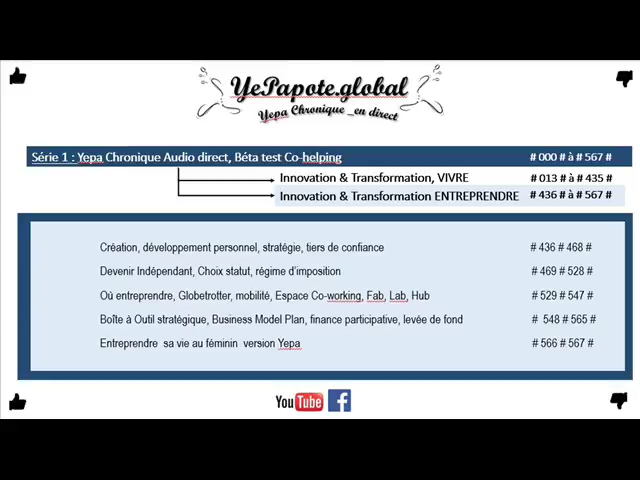 YePapote.global
Yepa Chronique _en direct
Série 1 : Yepa Chronique Audio direct, Béta test Co-helping # 000 # à # 567 #
Innovation & Transformation, VIVRE # 013 # à # 435 #
Innovation & Transformation ENTREPRENDRE # 436 # à # 567 #
Création, développement personnel, stratégie, tiers de confiance # 436 # 468 #
Devenir Indépendant, Choix statut, régime d'imposition # 469 # 528 #
Où entreprendre, Globetrotter, mobilité, Espace Co-working, Fab, Lab, Hub # 529 # 547 #
Boîte à Outil stratégique, Business Model Plan, finance participative, levée de fond # 548 # 565 #
Entreprendre sa vie au féminin version Yepa # 566 # 567 #
YouTube f